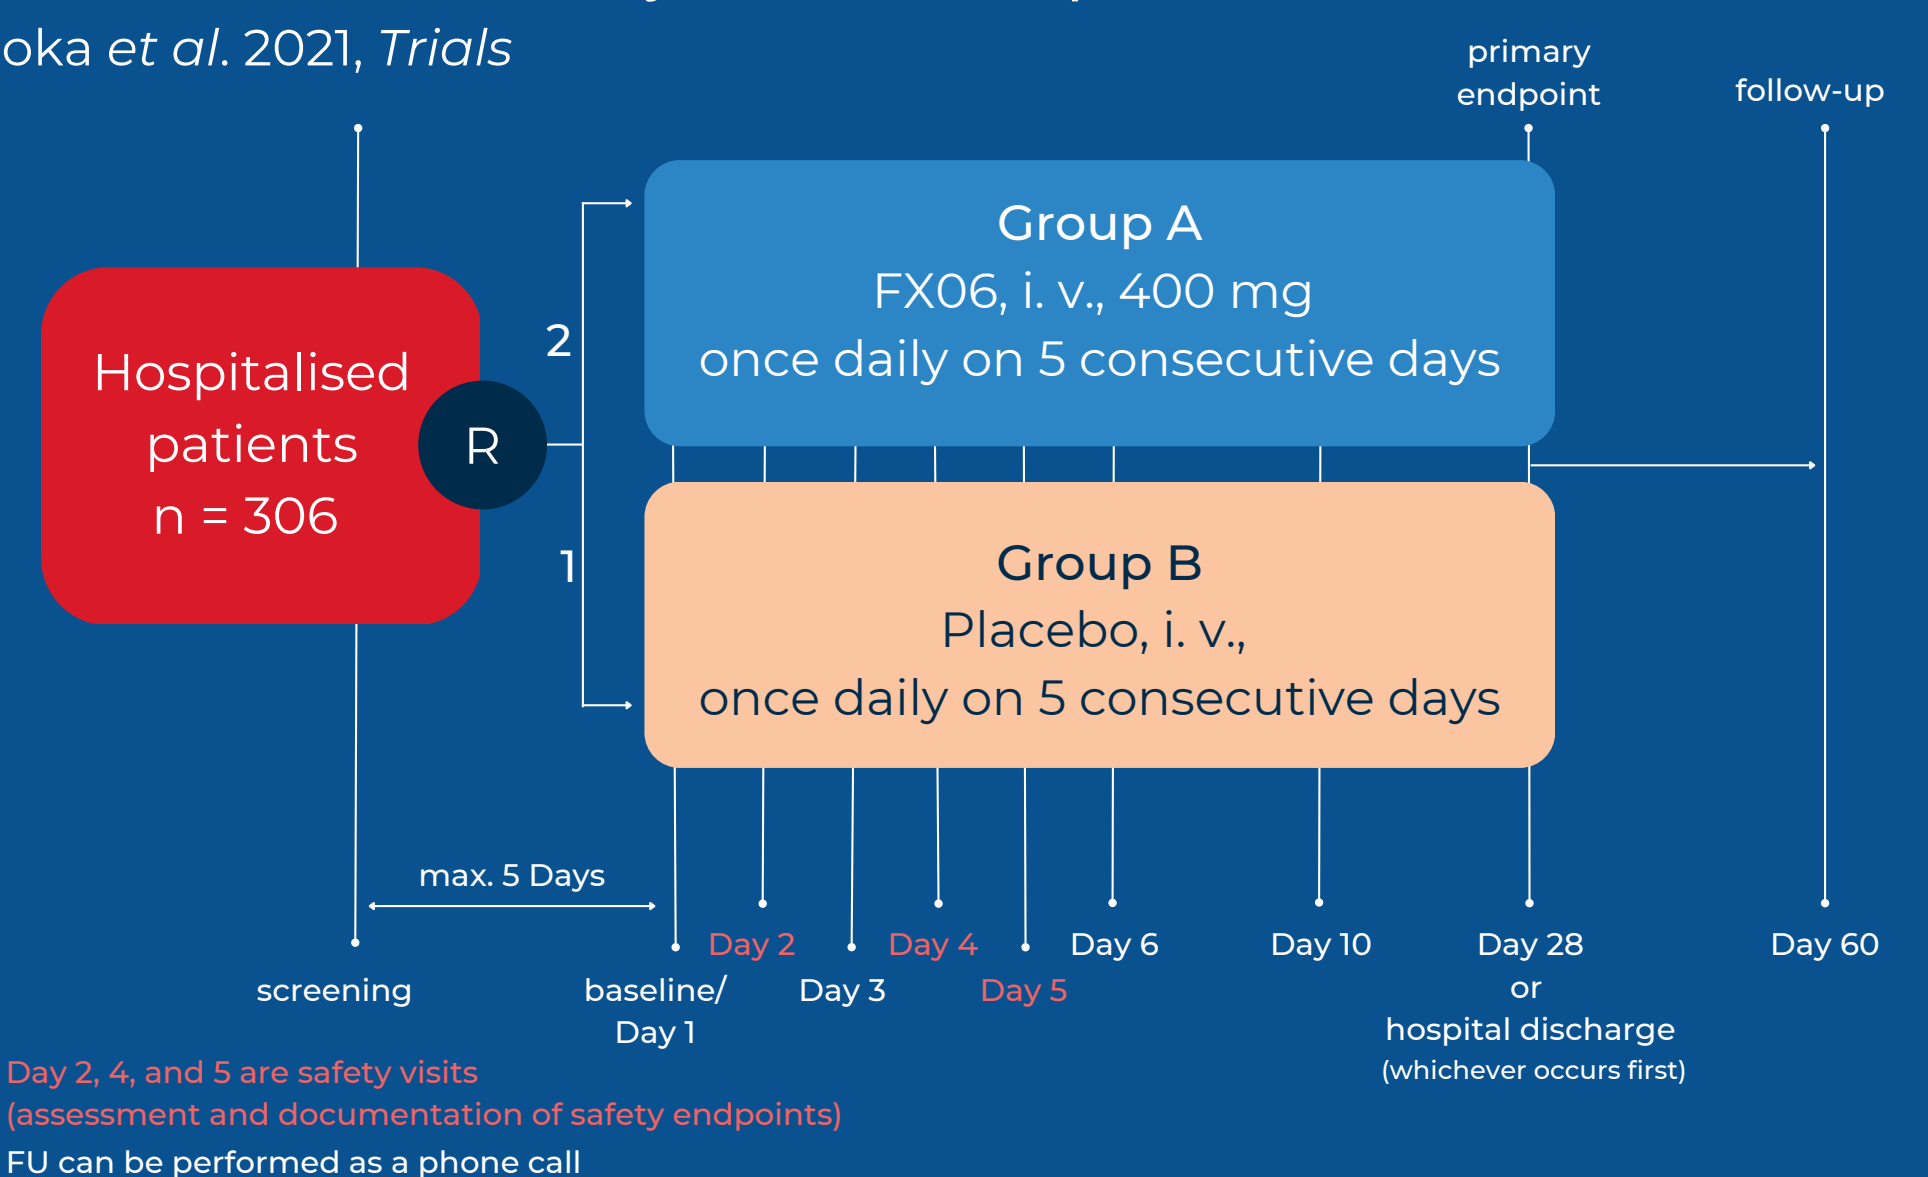 oka et al. 2021, Trials
primary
endpoint
follow-up
Hospitalised
patients
n = 306
R
2
1
Group A
FX06, i. v., 400 mg
once daily on 5 consecutive days
Group B
Placebo, i. v.,
once daily on 5 consecutive days
max. 5 Days
screening
baseline/
Day 1
Day 2
Day 3
Day 4
Day 5
Day 6
Day 10
Day 28
or
hospital discharge
(whichever occurs first)
Day 60
Day 2, 4, and 5 are safety visits
(assessment and documentation of safety endpoints)
FU can be performed as a phone call